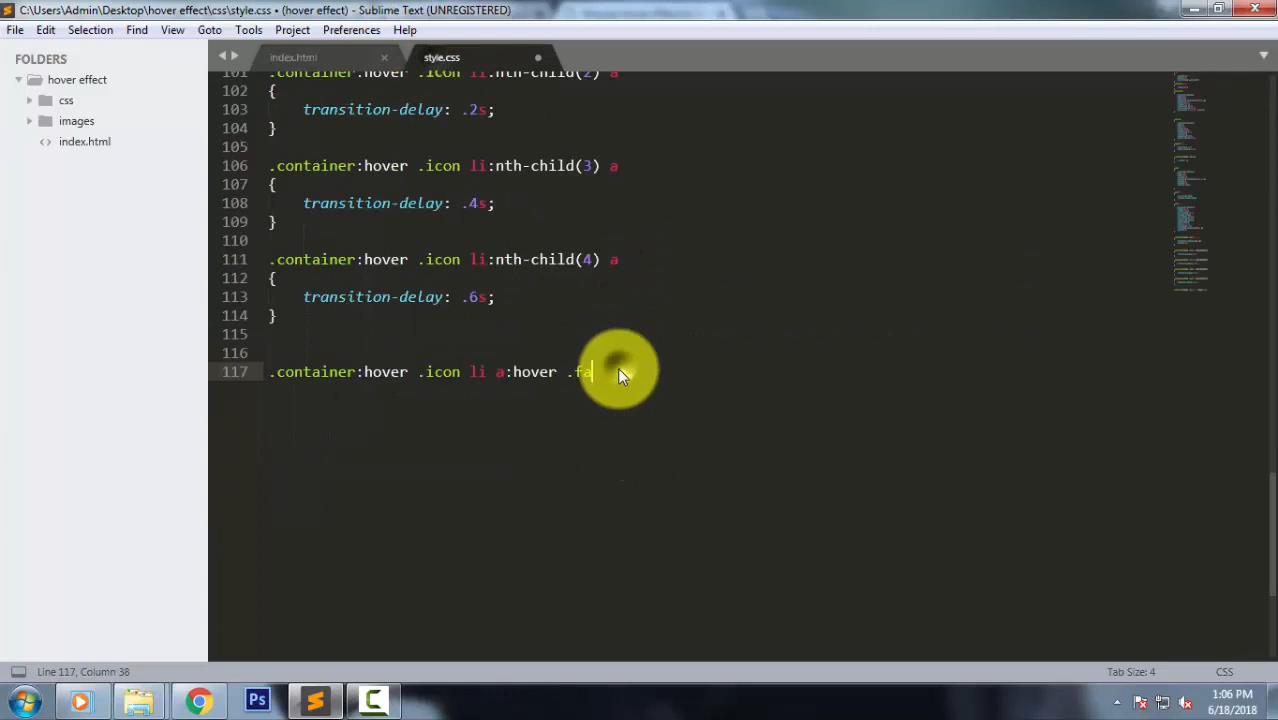 C:\Users\Admin\Desktop\hover effect\css\style.css • (hover effect) - Sublime Text (UNREGISTERED)
File Edit Selection Find View Goto Tools Project Preferences Help
FOLDERS
hover effect
css
images
index.html
index.html
style.css
101 .container:hover .icon li:nth-child(2) a
102 {
103 transition-delay: .2s;
104 }
105
106 .container:hover .icon li:nth-child(3) a
107 {
108 transition-delay: .4s;
109 }
110
111 .container:hover .icon li:nth-child(4) a
112 {
113 transition-delay: .6s;
114 }
115
116
117 .container:hover .icon li a:hover .fa
Line 117, Column 38
Tab Size: 4
CSS
Ps
1:06 PM
6/18/2018